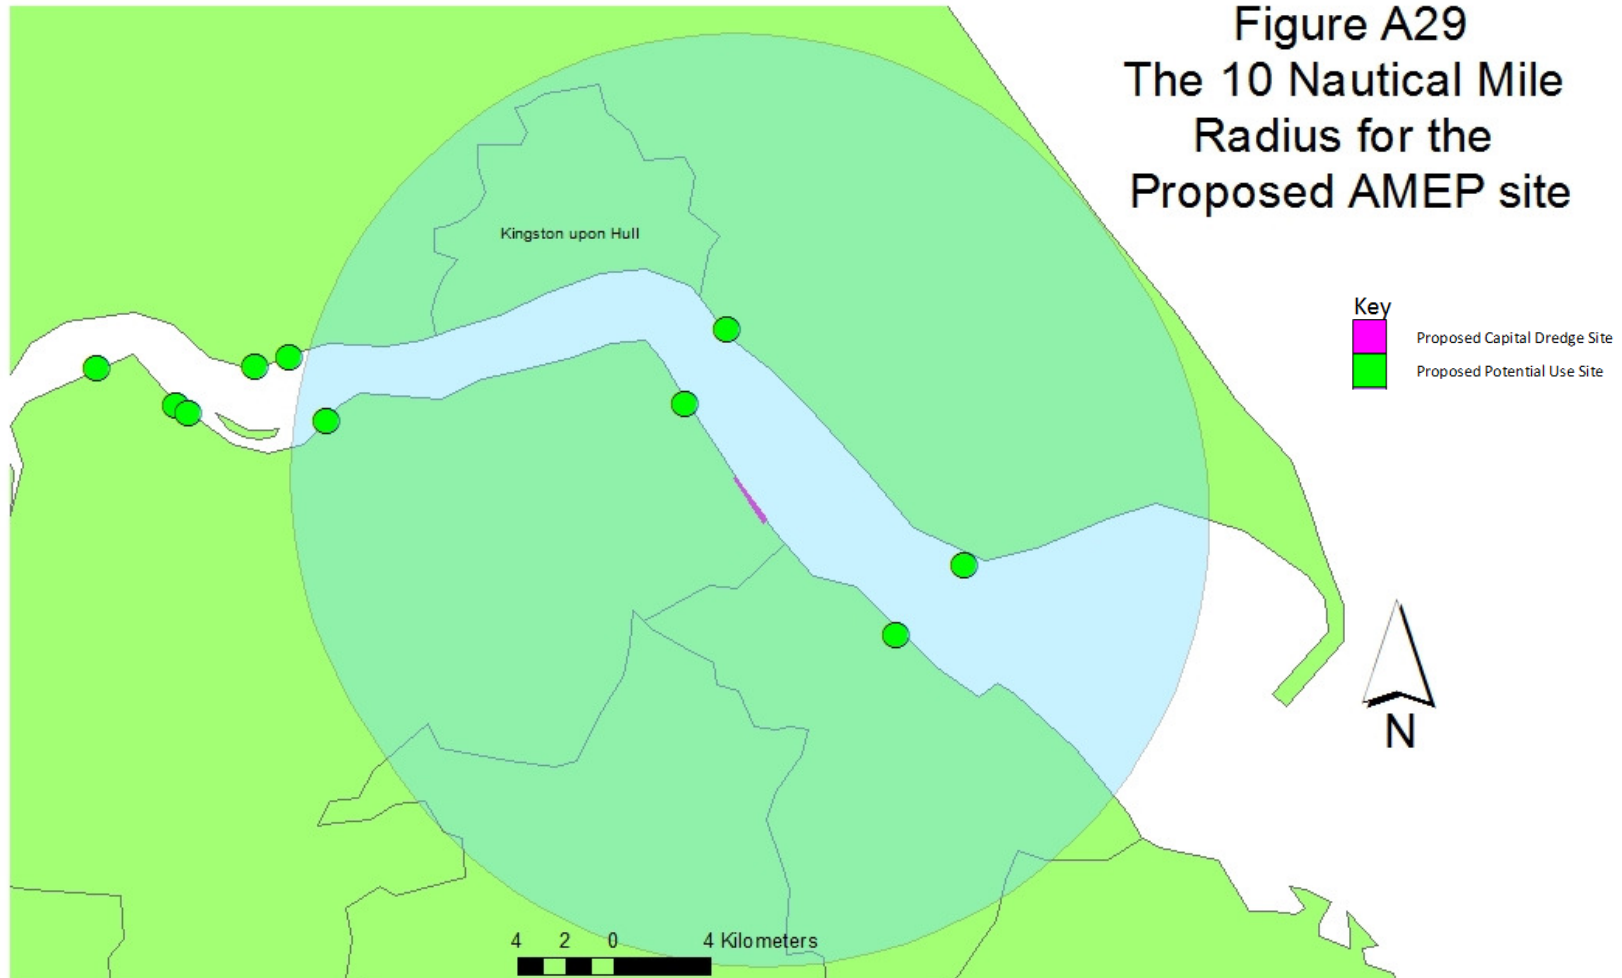 Figure A29
The 10 Nautical Mile
Radius for the
Proposed AMEP site
Kingston upon Hull
Key
Proposed Capital Dredge Site
Proposed Potential Use Site
N
4 2 0 4 Kilometers